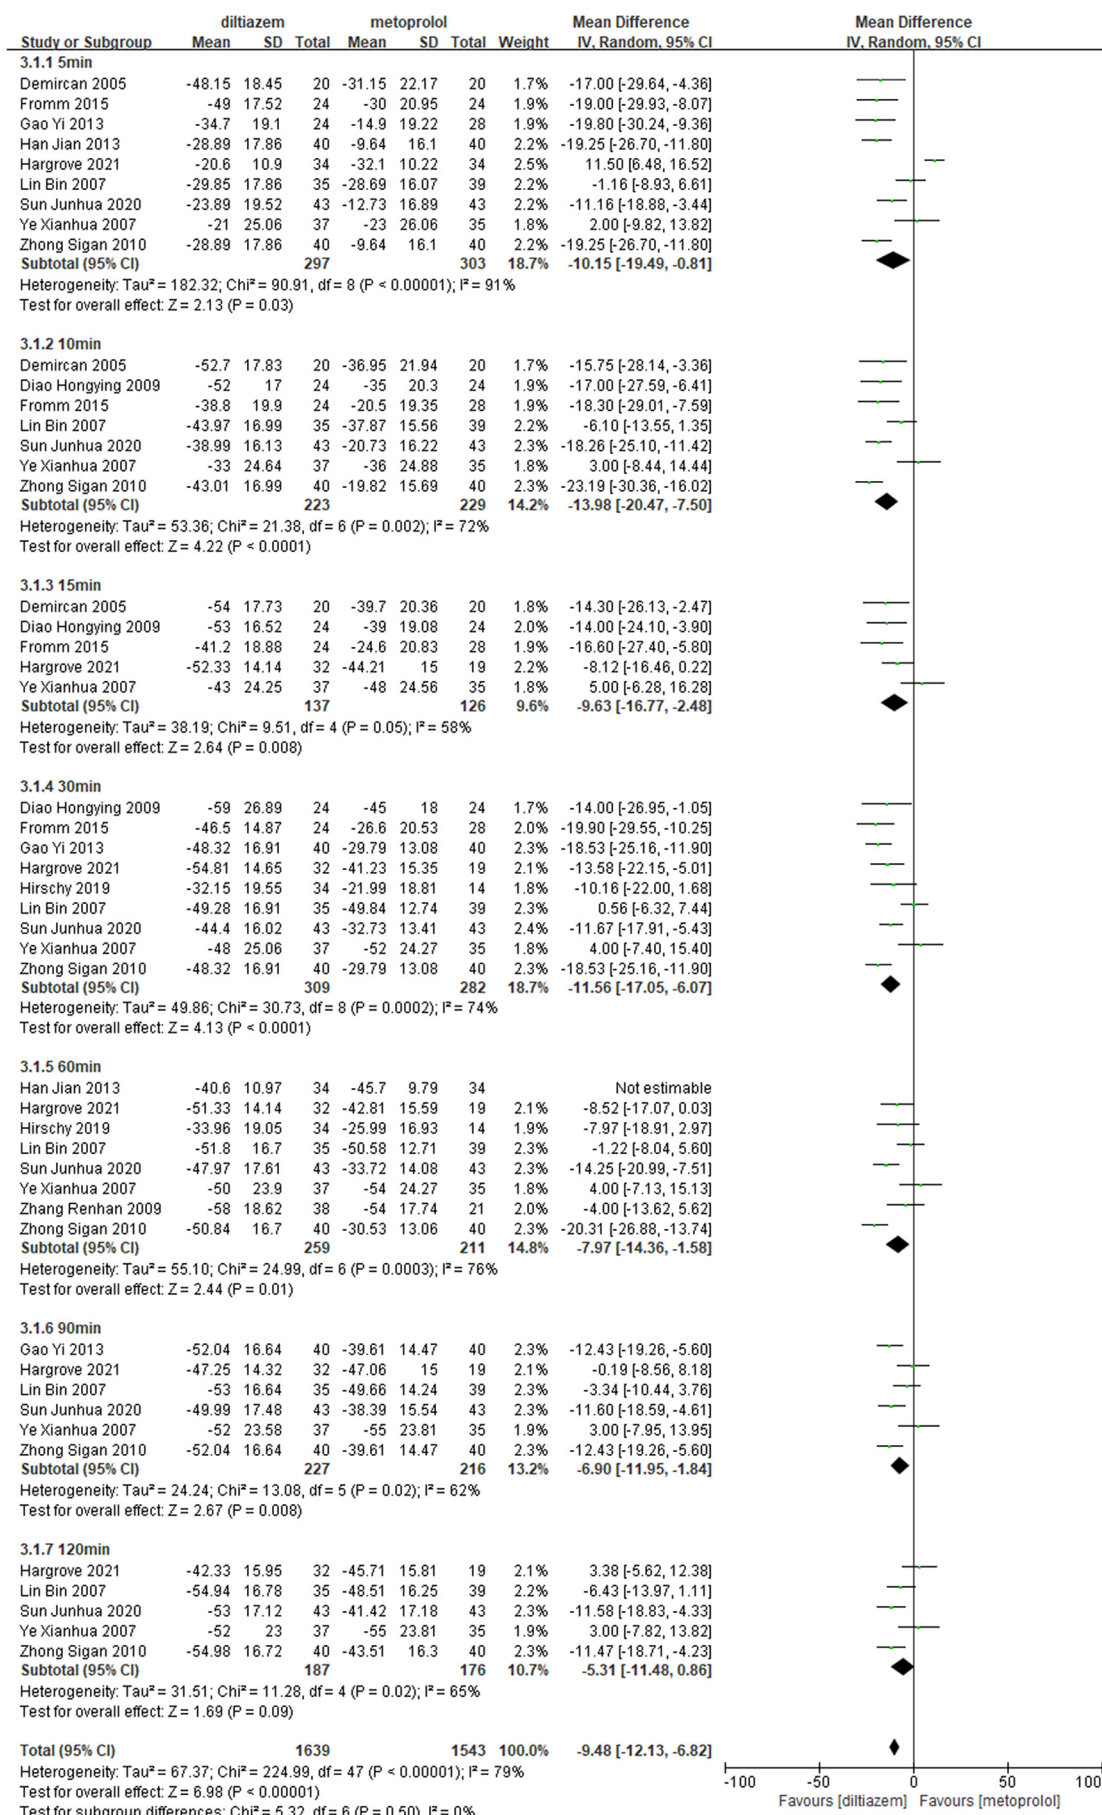 diltiazem metoprolol Mean Difference Mean Difference
Study or Subgroup Mean SD Total Mean SD Total Weight IV, Random, 95% CI IV, Random, 95% CI
3.1.1 5min
Demircan 2005 -48.15 18.45 20 -31.15 22.17 20 1.7% -17.00 [-29.64, -4.36]
Fromm 2015 -49 17.52 24 -30 20.95 24 1.9% -19.00 [-29.93, -8.07]
Gao Yi 2013 -34.7 19.1 24 -14.9 19.22 28 1.9% -19.80 [-30.24, -9.36]
Han Jian 2013 -28.89 17.86 40 -9.64 16.1 40 2.2% -19.25 [-26.70, -11.80]
Hargrove 2021 -20.6 10.9 34 -32.1 10.22 34 2.5% 11.50 [6.48, 16.52]
Lin Bin 2007 -29.85 17.86 35 -28.69 16.07 39 2.2% -1.16 [-8.93, 6.61]
Sun Junhua 2020 -23.89 19.52 43 -12.73 16.89 43 2.2% -11.16 [-18.88, -3.44]
Ye Xianhua 2007 -21 25.06 37 -23 26.06 35 1.8% 2.00 [-9.82, 13.82]
Zhong Sigan 2010 -28.89 17.86 40 -9.64 16.1 40 2.2% -19.25 [-26.70, -11.80]
Subtotal (95% CI) 297 303 18.7% -10.15 [-19.49, -0.81]
Heterogeneity: Tau² = 182.32; Chi² = 90.91, df = 8 (P < 0.00001); I² = 91%
Test for overall effect: Z = 2.13 (P = 0.03)
3.1.2 10min
Demircan 2005 -52.7 17.83 20 -36.95 21.94 20 1.7% -15.75 [-28.14, -3.36]
Diao Hongying 2009 -52 17 24 -35 20.3 24 1.9% -17.00 [-27.59, -6.41]
Fromm 2015 -38.8 19.9 24 -20.5 19.35 28 1.9% -18.30 [-29.01, -7.59]
Lin Bin 2007 -43.97 16.99 35 -37.87 15.56 39 2.2% -6.10 [-13.55, 1.35]
Sun Junhua 2020 -38.99 16.13 43 -20.73 16.22 43 2.3% -18.26 [-25.10, -11.42]
Ye Xianhua 2007 -33 24.64 37 -36 24.88 35 1.8% 3.00 [-8.44, 14.44]
Zhong Sigan 2010 -43.01 16.99 40 -19.82 15.69 40 2.3% -23.19 [-30.36, -16.02]
Subtotal (95% CI) 223 229 14.2% -13.98 [-20.47, -7.50]
Heterogeneity: Tau² = 53.36; Chi² = 21.38, df = 6 (P = 0.002); I² = 72%
Test for overall effect: Z = 4.22 (P < 0.0001)
3.1.3 15min
Demircan 2005 -54 17.73 20 -39.7 20.36 20 1.8% -14.30 [-26.13, -2.47]
Diao Hongying 2009 -53 16.52 24 -39 19.08 24 2.0% -14.00 [-24.10, -3.90]
Fromm 2015 -41.2 18.88 24 -24.6 20.83 28 1.9% -16.60 [-27.40, -5.80]
Hargrove 2021 -52.33 14.14 32 -44.21 15 19 2.2% -8.12 [-16.46, 0.22]
Ye Xianhua 2007 -43 24.25 37 -48 24.56 35 1.8% 5.00 [-6.28, 16.28]
Subtotal (95% CI) 137 126 9.6% -9.63 [-16.77, -2.48]
Heterogeneity: Tau² = 38.19; Chi² = 9.51, df = 4 (P = 0.05); I² = 58%
Test for overall effect: Z = 2.64 (P = 0.008)
3.1.4 30min
Diao Hongying 2009 -59 26.89 24 -45 18 24 1.7% -14.00 [-26.95, -1.05]
Fromm 2015 -46.5 14.87 24 -26.6 20.53 28 2.0% -19.90 [-29.55, -10.25]
Gao Yi 2013 -48.32 16.91 40 -29.79 13.08 40 2.3% -18.53 [-25.16, -11.90]
Hargrove 2021 -54.81 14.65 32 -41.23 15.35 19 2.1% -13.58 [-22.15, -5.01]
Hirschy 2019 -32.15 19.55 34 -21.99 18.81 14 1.8% -10.16 [-22.00, 1.68]
Lin Bin 2007 -49.28 16.91 35 -49.84 12.74 39 2.3% 0.56 [-6.32, 7.44]
Sun Junhua 2020 -44.4 16.02 43 -32.73 13.41 43 2.4% -11.67 [-17.91, -5.43]
Ye Xianhua 2007 -48 25.06 37 -52 24.27 35 1.8% 4.00 [-7.40, 15.40]
Zhong Sigan 2010 -48.32 16.91 40 -29.79 13.08 40 2.3% -18.53 [-25.16, -11.90]
Subtotal (95% CI) 309 282 18.7% -11.56 [-17.05, -6.07]
Heterogeneity: Tau² = 49.86; Chi² = 30.73, df = 8 (P = 0.0002); I² = 74%
Test for overall effect: Z = 4.13 (P < 0.0001)
3.1.5 60min
Han Jian 2013 -40.6 10.97 34 -45.7 9.79 34 Not estimable
Hargrove 2021 -51.33 14.14 32 -42.81 15.59 19 2.1% -8.52 [-17.07, 0.03]
Hirschy 2019 -33.96 19.05 34 -25.99 16.93 14 1.9% -7.97 [-18.91, 2.97]
Lin Bin 2007 -51.8 16.7 35 -50.58 12.71 39 2.3% -1.22 [-8.04, 5.60]
Sun Junhua 2020 -47.97 17.61 43 -33.72 14.08 43 2.3% -14.25 [-20.99, -7.51]
Ye Xianhua 2007 -50 23.9 37 -54 24.27 35 1.8% 4.00 [-7.13, 15.13]
Zhang Renhan 2009 -58 18.62 38 -54 17.74 21 2.0% -4.00 [-13.62, 5.62]
Zhong Sigan 2010 -50.84 16.7 40 -30.53 13.06 40 2.3% -20.31 [-26.88, -13.74]
Subtotal (95% CI) 259 211 14.8% -7.97 [-14.36, -1.58]
Heterogeneity: Tau² = 55.10; Chi² = 24.99, df = 6 (P = 0.0003); I² = 76%
Test for overall effect: Z = 2.44 (P = 0.01)
3.1.6 90min
Gao Yi 2013 -52.04 16.64 40 -39.61 14.47 40 2.3% -12.43 [-19.26, -5.60]
Hargrove 2021 -47.25 14.32 32 -47.06 15 19 2.1% -0.19 [-8.56, 8.18]
Lin Bin 2007 -53 16.64 35 -49.66 14.24 39 2.3% -3.34 [-10.44, 3.76]
Sun Junhua 2020 -49.99 17.48 43 -38.39 15.54 43 2.3% -11.60 [-18.59, -4.61]
Ye Xianhua 2007 -52 23.58 37 -55 23.81 35 1.9% 3.00 [-7.95, 13.95]
Zhong Sigan 2010 -52.04 16.64 40 -39.61 14.47 40 2.3% -12.43 [-19.26, -5.60]
Subtotal (95% CI) 227 216 13.2% -6.90 [-11.95, -1.84]
Heterogeneity: Tau² = 24.24; Chi² = 13.08, df = 5 (P = 0.02); I² = 62%
Test for overall effect: Z = 2.67 (P = 0.008)
3.1.7 120min
Hargrove 2021 -42.33 15.95 32 -45.71 15.81 19 2.1% 3.38 [-5.62, 12.38]
Lin Bin 2007 -54.94 16.78 35 -48.51 16.25 39 2.2% -6.43 [-13.97, 1.11]
Sun Junhua 2020 -53 17.12 43 -41.42 17.18 43 2.3% -11.58 [-18.83, -4.33]
Ye Xianhua 2007 -52 23 37 -55 23.81 35 1.9% 3.00 [-7.82, 13.82]
Zhong Sigan 2010 -54.98 16.72 40 -43.51 16.3 40 2.3% -11.47 [-18.71, -4.23]
Subtotal (95% CI) 187 176 10.7% -5.31 [-11.48, 0.86]
Heterogeneity: Tau² = 31.51; Chi² = 11.28, df = 4 (P = 0.02); I² = 65%
Test for overall effect: Z = 1.69 (P = 0.09)
Total (95% CI) 1639 1543 100.0% -9.48 [-12.13, -6.82]
Heterogeneity: Tau² = 67.37; Chi² = 224.99, df = 47 (P < 0.00001); I² = 79%
Test for overall effect: Z = 6.98 (P < 0.00001)
Test for subgroup differences: Chi² = 5.32, df = 6 (P = 0.50), I² = 0%
-100 -50 0 50 100
Favours [diltiazem] Favours [metoprolol]